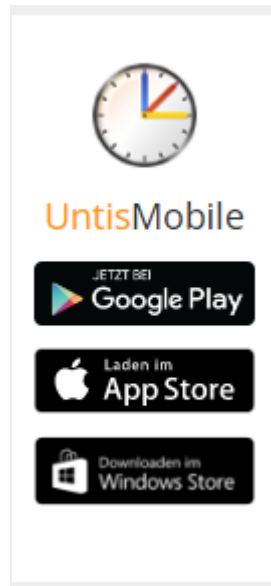 UntisMobile
JETZT BEI
Google Play
Laden im
App Store
Downloaden im
Windows Store